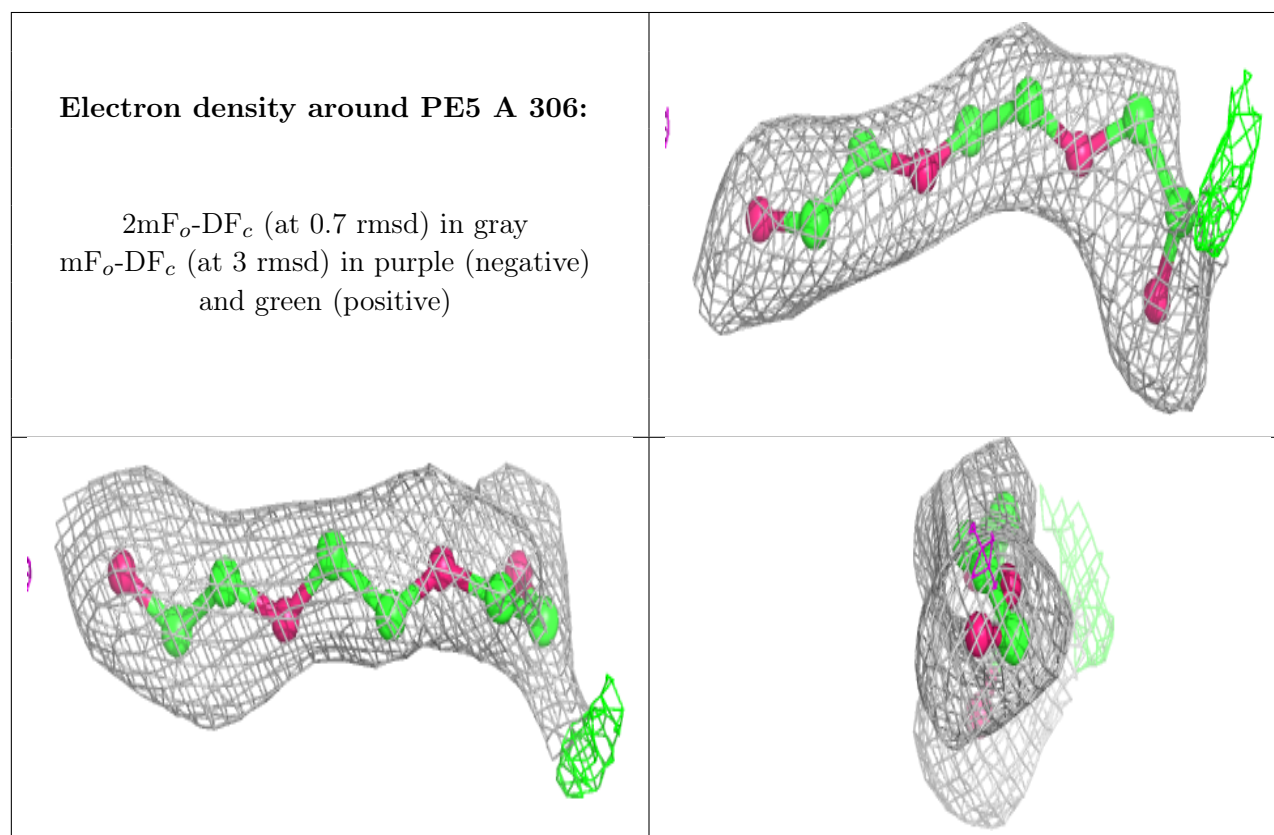 Electron density around PE5 A 306:
2mFₒ-DF𝒸 (at 0.7 rmsd) in gray
mFₒ-DF𝒸 (at 3 rmsd) in purple (negative)
and green (positive)